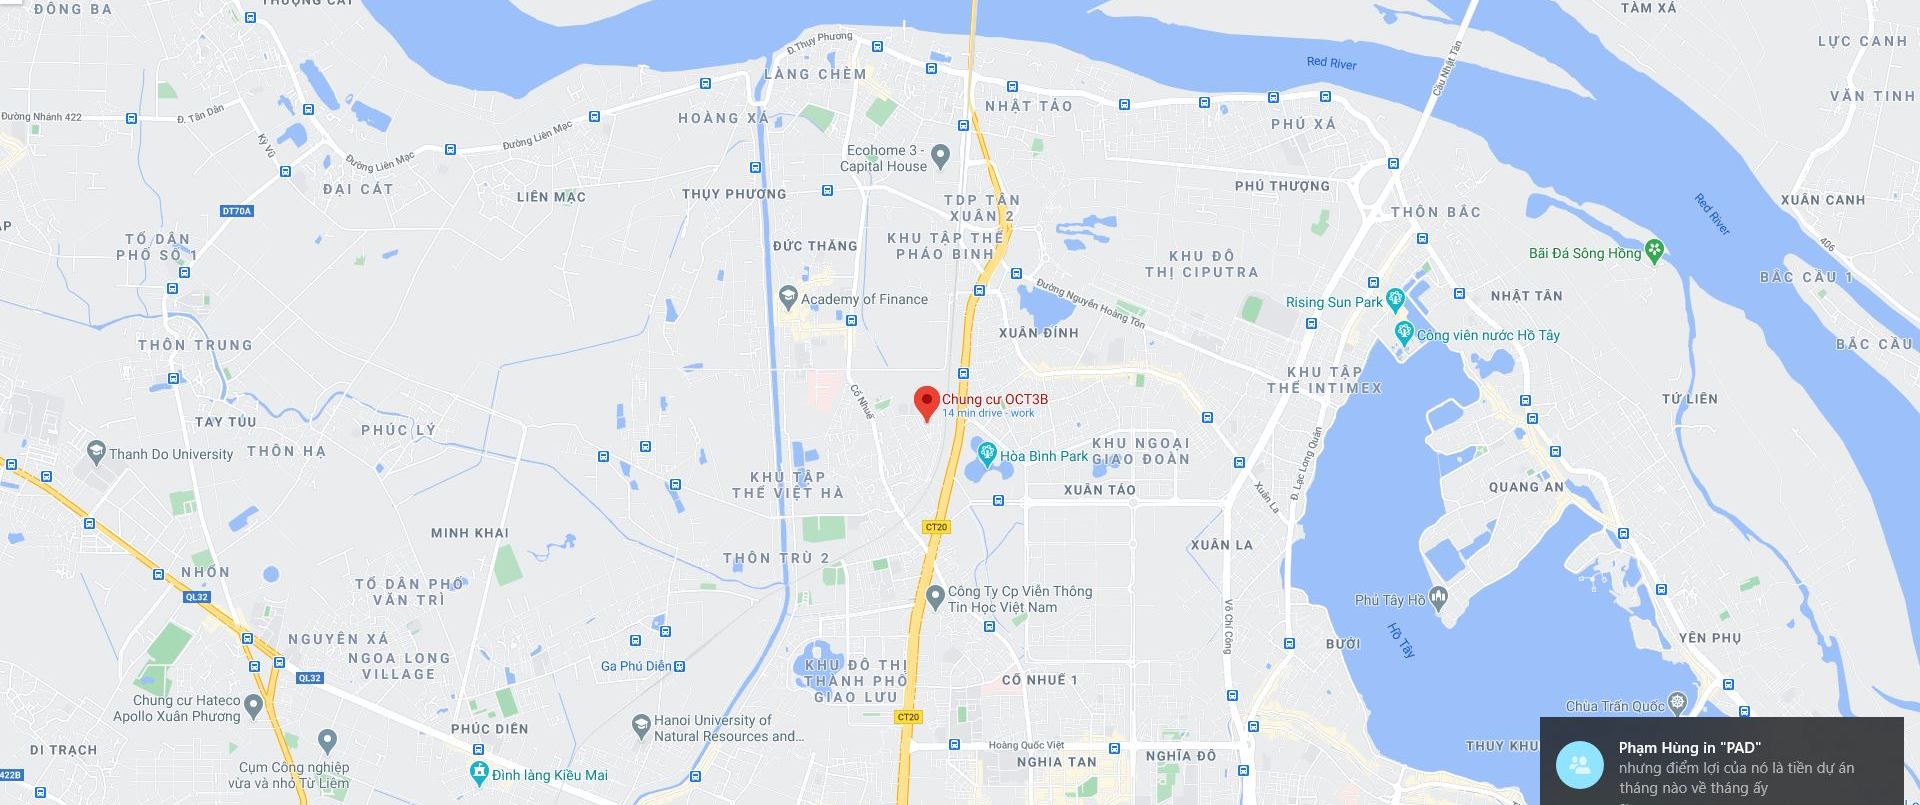 ĐÔNG BA
THƯỢNG CÁT
TÀM XÁ
LỰC CANH
Đ.Thụy Phương
LÀNG CHÈM
Red River
Cầu Nhật Tân
VĂN TINH
Đường Nhánh 422
Đ. Tân Dân
Kỳ Vũ
Đường Liên Mạc
Đường Liên Mạc
HOÀNG XÁ
NHẬT TẢO
PHÚ XÁ
Ecohome 3 -
Capital House
ĐẠI CÁT
LIÊN MẠC
THỤY PHƯƠNG
PHÚ THƯỢNG
XUÂN CANH
Red River
DT70A
TDP TÂN
XUÂN 2
THÔN BẮC
TỔ DÂN
PHỐ SỐ 1
ĐỨC THẮNG
KHU TẬP THỂ
PHÁO BINH
KHU ĐÔ
THỊ CIPUTRA
Bãi Đá Sông Hồng
406
BẮC CẦU 1
Academy of Finance
Đường Nguyễn Hoàng Tôn
Rising Sun Park
NHẬT TÂN
XUÂN ĐỈNH
Công viên nước Hồ Tây
THÔN TRUNG
BẮC CẦU
KHU TẬP
THỂ INTIMEX
Cổ Nhuế
Chung cư OCT3B
14 min drive - work
TỨ LIÊN
TAY TỰU
PHÚC LÝ
Thanh Do University
THÔN HẠ
Hòa Bình Park
KHU NGOẠI
GIAO ĐOÀN
Đ. Lạc Long Quân
KHU TẬP
THỂ VIỆT HÀ
XUÂN TẢO
Xuân La
QUANG AN
MINH KHAI
CT20
THÔN TRÙ 2
XUÂN LA
NHỔN
QL32
TỔ DÂN PHỐ
VĂN TRÌ
Công Ty Cp Viễn Thông
Tin Học Việt Nam
Phủ Tây Hồ
Võ Chí Công
Hồ Tây
NGUYÊN XÁ
NGOA LONG
VILLAGE
BƯỞI
YÊN PHỤ
Ga Phú Diễn
KHU ĐÔ THỊ
THÀNH PHỐ
GIAO LƯU
QL32
CỔ NHUẾ 1
Chung cư Hateco
Apollo Xuân Phương
PHÚC DIỄN
Hanoi University of
Natural Resources and...
CT20
Chùa Trấn Quốc
DI TRẠCH
Hoàng Quốc Việt
NGHĨA TAN
NGHĨA ĐÔ
THUY KHU
422B
Cụm Công nghiệp
vừa và nhỏ Từ Liêm
Đình làng Kiều Mai
Phạm Hùng in "PAD"
nhưng điểm lợi của nó là tiền dự án
tháng nào về tháng ấy